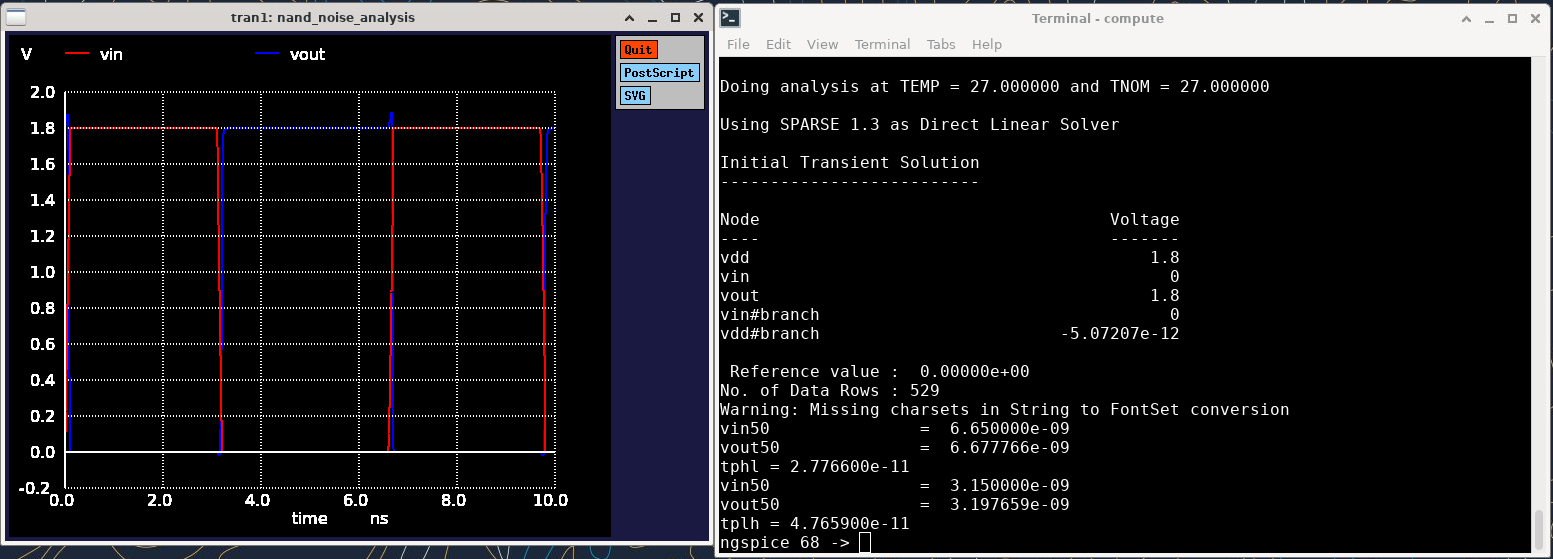 tran1: nand_noise_analysis
V vin vout
Quit
PostScript
SVG
2.0
1.8
1.6
1.4
1.2
1.0
0.8
0.6
0.4
0.2
0.0
-0.2
0.0 2.0 4.0 6.0 8.0 10.0
time ns
Terminal - compute
File Edit View Terminal Tabs Help
Doing analysis at TEMP = 27.000000 and TNOM = 27.000000
Using SPARSE 1.3 as Direct Linear Solver
Initial Transient Solution
--------------------------
Node Voltage
---- -------
vdd 1.8
vin 0
vout 1.8
vin#branch 0
vdd#branch -5.07207e-12
Reference value : 0.00000e+00
No. of Data Rows : 529
Warning: Missing charsets in String to FontSet conversion
vin50 = 6.650000e-09
vout50 = 6.677766e-09
tphl = 2.776600e-11
vin50 = 3.150000e-09
vout50 = 3.197659e-09
tplh = 4.765900e-11
ngspice 68 ->